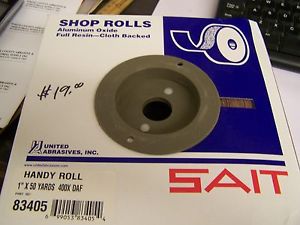 SHOP ROLLS
Aluminum Oxide
Full Resin—Cloth Backed
$19.00
UNITED
ABRASIVES, INC.
HANDY ROLL
1" X 50 YARDS 400X DAF
83405
SAIT